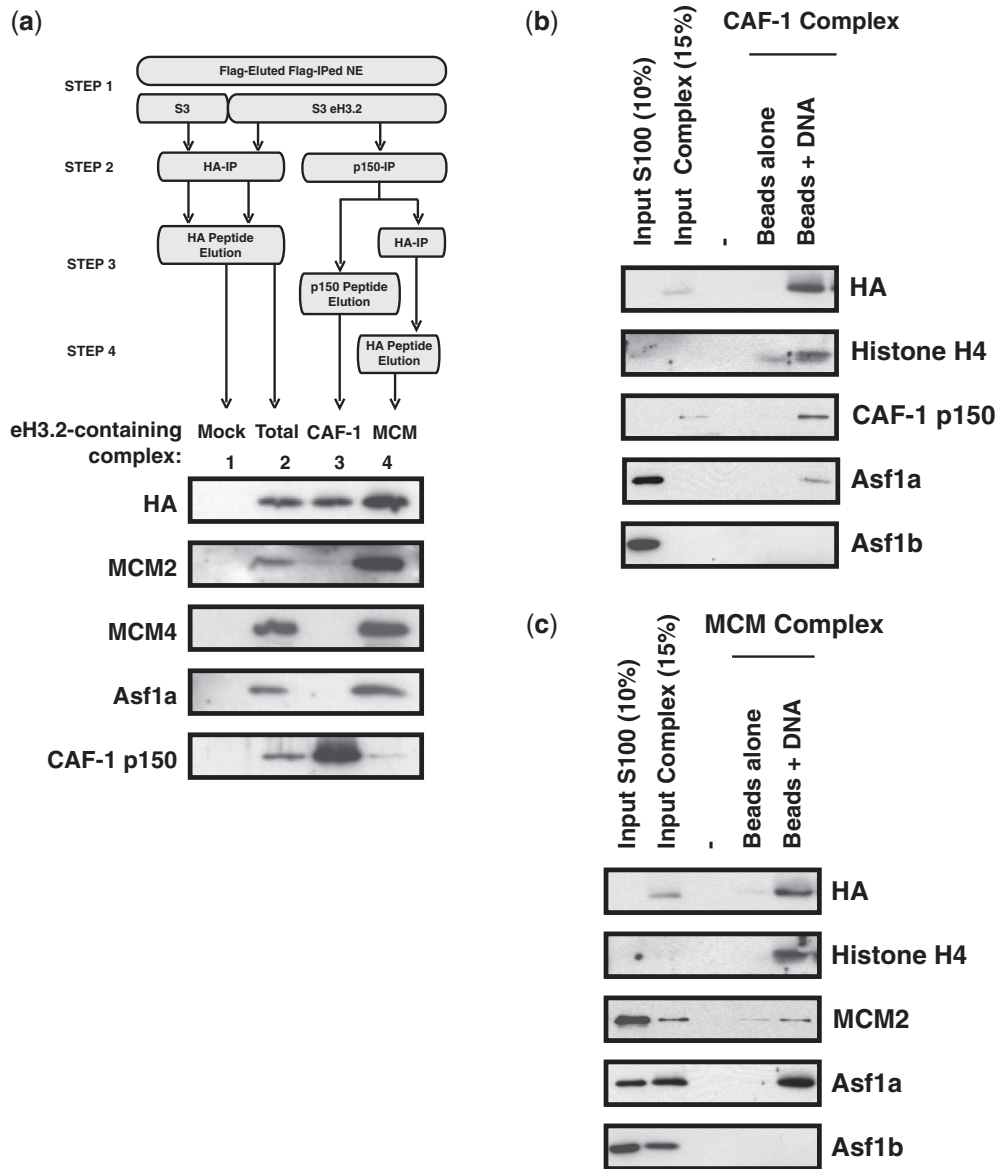 (a)
Flag-Eluted Flag-IPed NE
STEP 1
S3
S3 eH3.2
STEP 2
HA-IP
p150-IP
HA Peptide
Elution
HA-IP
STEP 3
p150 Peptide
Elution
STEP 4
HA Peptide
Elution
eH3.2-containing
complex:
Mock Total CAF-1 MCM
1 2 3 4
HA
MCM2
MCM4
Asf1a
CAF-1 p150
(b)
CAF-1 Complex
Input S100 (10%)
Input Complex (15%)
-
Beads alone
Beads + DNA
HA
Histone H4
CAF-1 p150
Asf1a
Asf1b
(c)
MCM Complex
Input S100 (10%)
Input Complex (15%)
-
Beads alone
Beads + DNA
HA
Histone H4
MCM2
Asf1a
Asf1b